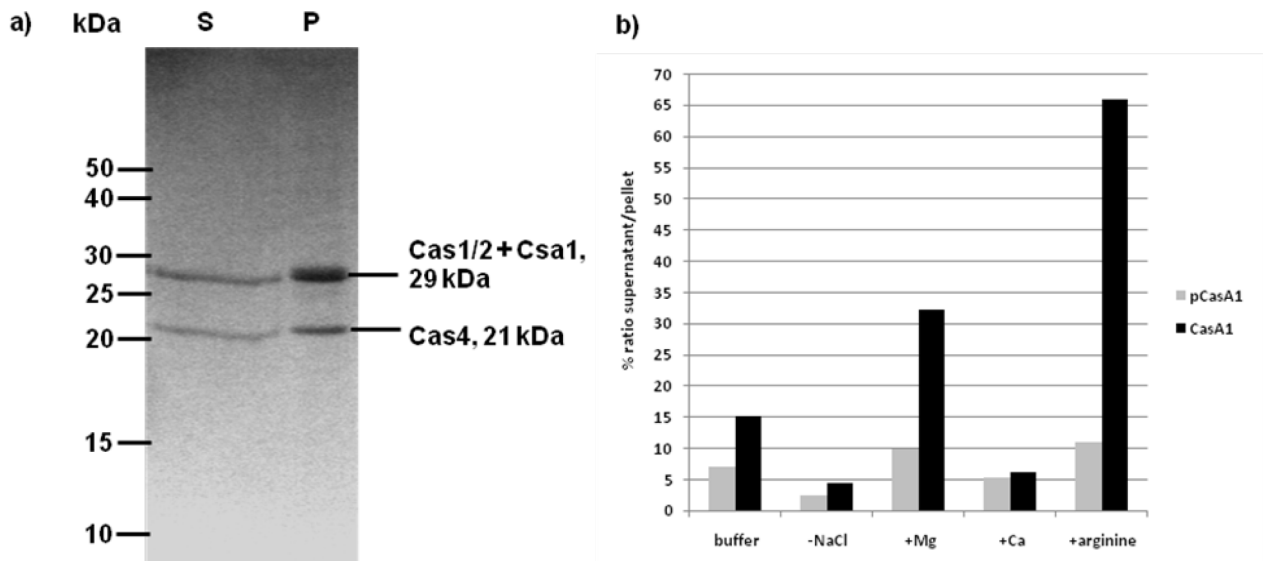 a)
kDa
S
P
50
40
30
25
20
15
10
Cas1/2 + Csa1,
29 kDa
Cas4, 21 kDa
b)
% ratio supernatant/pellet
70
65
60
55
50
45
40
35
30
25
20
15
10
5
0
buffer
-NaCl
+Mg
+Ca
+arginine
pCasA1
CasA1